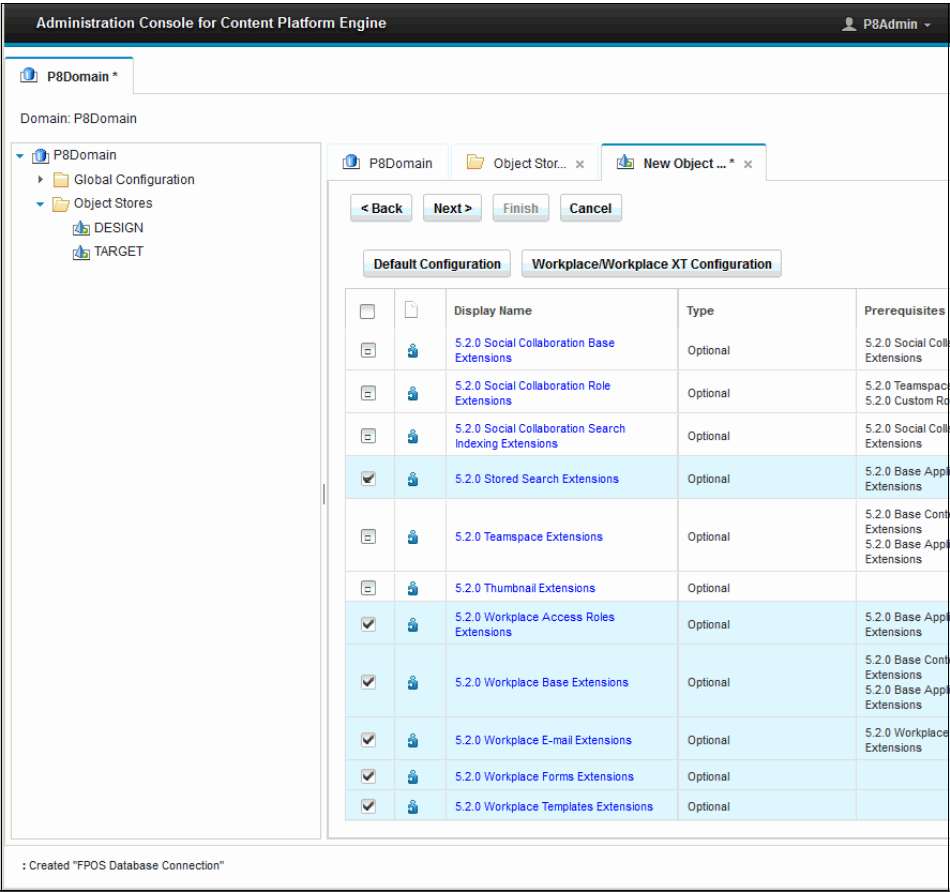 Administration Console for Content Platform Engine
P8Admin
P8Domain *
Domain: P8Domain
P8Domain
Global Configuration
Object Stores
DESIGN
TARGET
P8Domain
Object Stor... ×
New Object ... * ×
< Back
Next >
Finish
Cancel
Default Configuration
Workplace/Workplace XT Configuration
Display Name
Type
Prerequisites
5.2.0 Social Collaboration Base
Extensions
Optional
5.2.0 Social Colla
Extensions
5.2.0 Social Collaboration Role
Extensions
Optional
5.2.0 Teamspace
5.2.0 Custom Ro
5.2.0 Social Collaboration Search
Indexing Extensions
Optional
5.2.0 Social Colla
Extensions
5.2.0 Stored Search Extensions
Optional
5.2.0 Base Appli
Extensions
5.2.0 Teamspace Extensions
Optional
5.2.0 Base Cont
Extensions
5.2.0 Base Appli
Extensions
5.2.0 Thumbnail Extensions
Optional
5.2.0 Workplace Access Roles
Extensions
Optional
5.2.0 Base Appli
Extensions
5.2.0 Workplace Base Extensions
Optional
5.2.0 Base Cont
Extensions
5.2.0 Base Appli
Extensions
5.2.0 Workplace E-mail Extensions
Optional
5.2.0 Workplace
Extensions
5.2.0 Workplace Forms Extensions
Optional
5.2.0 Workplace Templates Extensions
Optional
: Created "FPOS Database Connection"